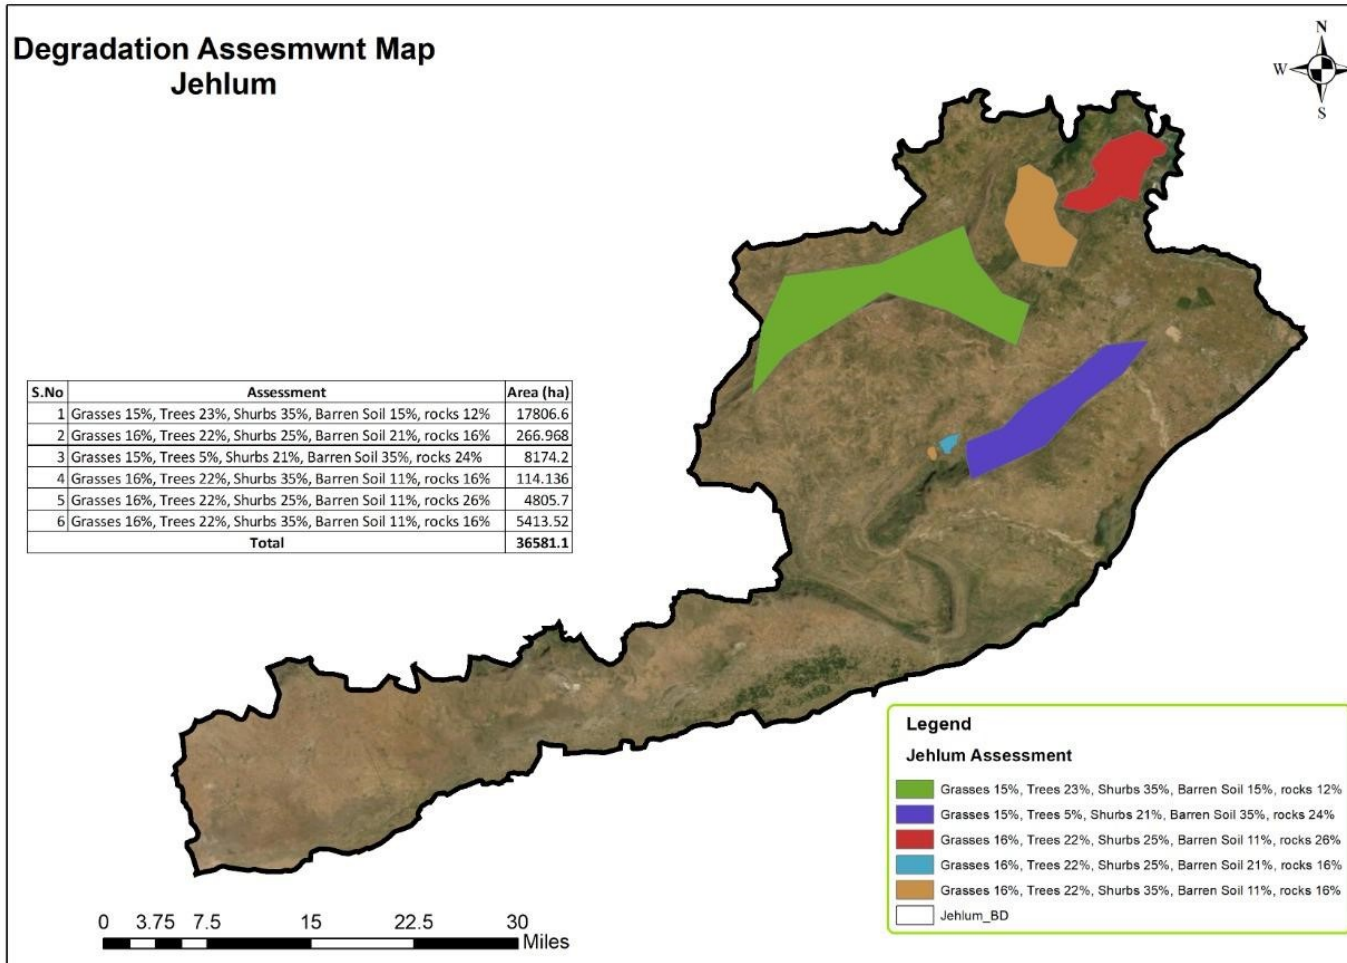 Degradation Assesmwnt Map
Jehlum
N
W
S
S.No Assessment Area (ha)
1 Grasses 15%, Trees 23%, Shurbs 35%, Barren Soil 15%, rocks 12% 17806.6
2 Grasses 16%, Trees 22%, Shurbs 25%, Barren Soil 21%, rocks 16% 266.968
3 Grasses 15%, Trees 5%, Shurbs 21%, Barren Soil 35%, rocks 24% 8174.2
4 Grasses 16%, Trees 22%, Shurbs 35%, Barren Soil 11%, rocks 16% 114.136
5 Grasses 16%, Trees 22%, Shurbs 25%, Barren Soil 11%, rocks 26% 4805.7
6 Grasses 16%, Trees 22%, Shurbs 35%, Barren Soil 11%, rocks 16% 5413.52
Total 36581.1
Legend
Jehlum Assessment
Grasses 15%, Trees 23%, Shurbs 35%, Barren Soil 15%, rocks 12%
Grasses 15%, Trees 5%, Shurbs 21%, Barren Soil 35%, rocks 24%
Grasses 16%, Trees 22%, Shurbs 25%, Barren Soil 11%, rocks 26%
Grasses 16%, Trees 22%, Shurbs 25%, Barren Soil 21%, rocks 16%
Grasses 16%, Trees 22%, Shurbs 35%, Barren Soil 11%, rocks 16%
Jehlum_BD
0 3.75 7.5 15 22.5 30
Miles